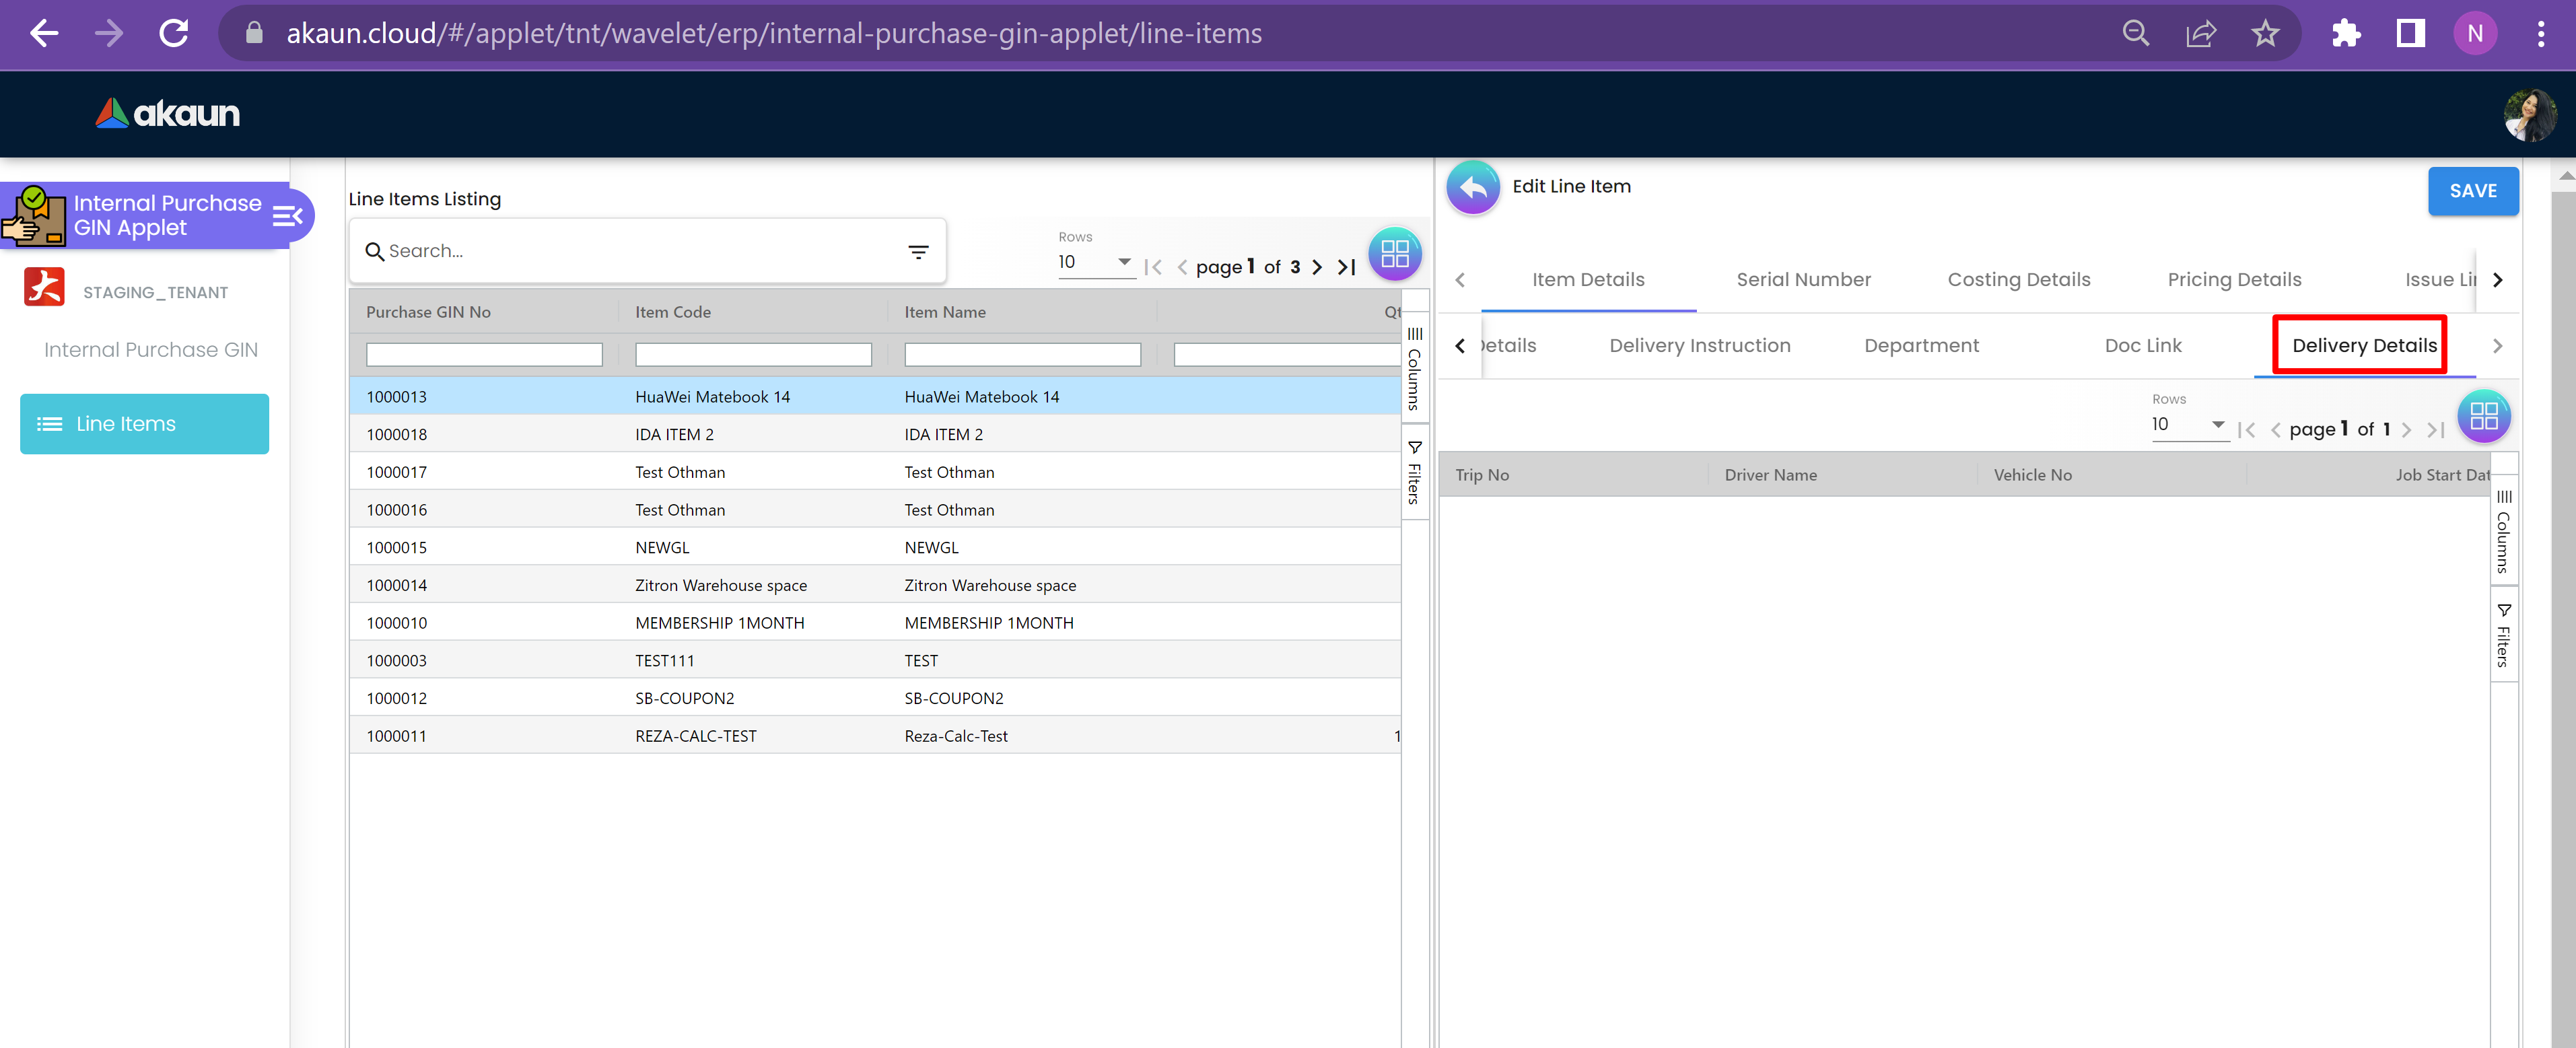 akaun.cloud/#/applet/tnt/wavelet/erp/internal-purchase-gin-applet/line-items
N
akaun
Internal Purchase
GIN Applet
STAGING_TENANT
Internal Purchase GIN
Line Items
Line Items Listing
Search...
Rows
10
page 1 of 3
Purchase GIN No Item Code Item Name Qt
1000013 HuaWei Matebook 14 HuaWei Matebook 14
1000018 IDA ITEM 2 IDA ITEM 2
1000017 Test Othman Test Othman
1000016 Test Othman Test Othman
1000015 NEWGL NEWGL
1000014 Zitron Warehouse space Zitron Warehouse space
1000010 MEMBERSHIP 1MONTH MEMBERSHIP 1MONTH
1000003 TEST111 TEST
1000012 SB-COUPON2 SB-COUPON2
1000011 REZA-CALC-TEST Reza-Calc-Test 1
Columns
Filters
Edit Line Item
SAVE
Item Details Serial Number Costing Details Pricing Details Issue Li
Details Delivery Instruction Department Doc Link Delivery Details
Rows
10
page 1 of 1
Trip No Driver Name Vehicle No Job Start Dat
Columns
Filters